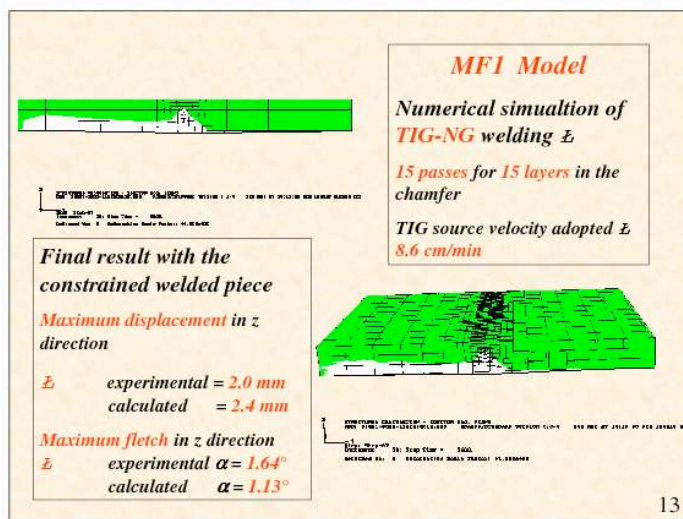 MF1 Model
Numerical simualtion of
TIG-NG welding Ł
15 passes for 15 layers in the
chamfer
TIG source velocity adopted Ł
8.6 cm/min
Final result with the
constrained welded piece
Maximum displacement in z
direction
Ł experimental = 2.0 mm
calculated = 2.4 mm
Maximum fletch in z direction
Ł experimental α = 1.64°
calculated α = 1.13°
13